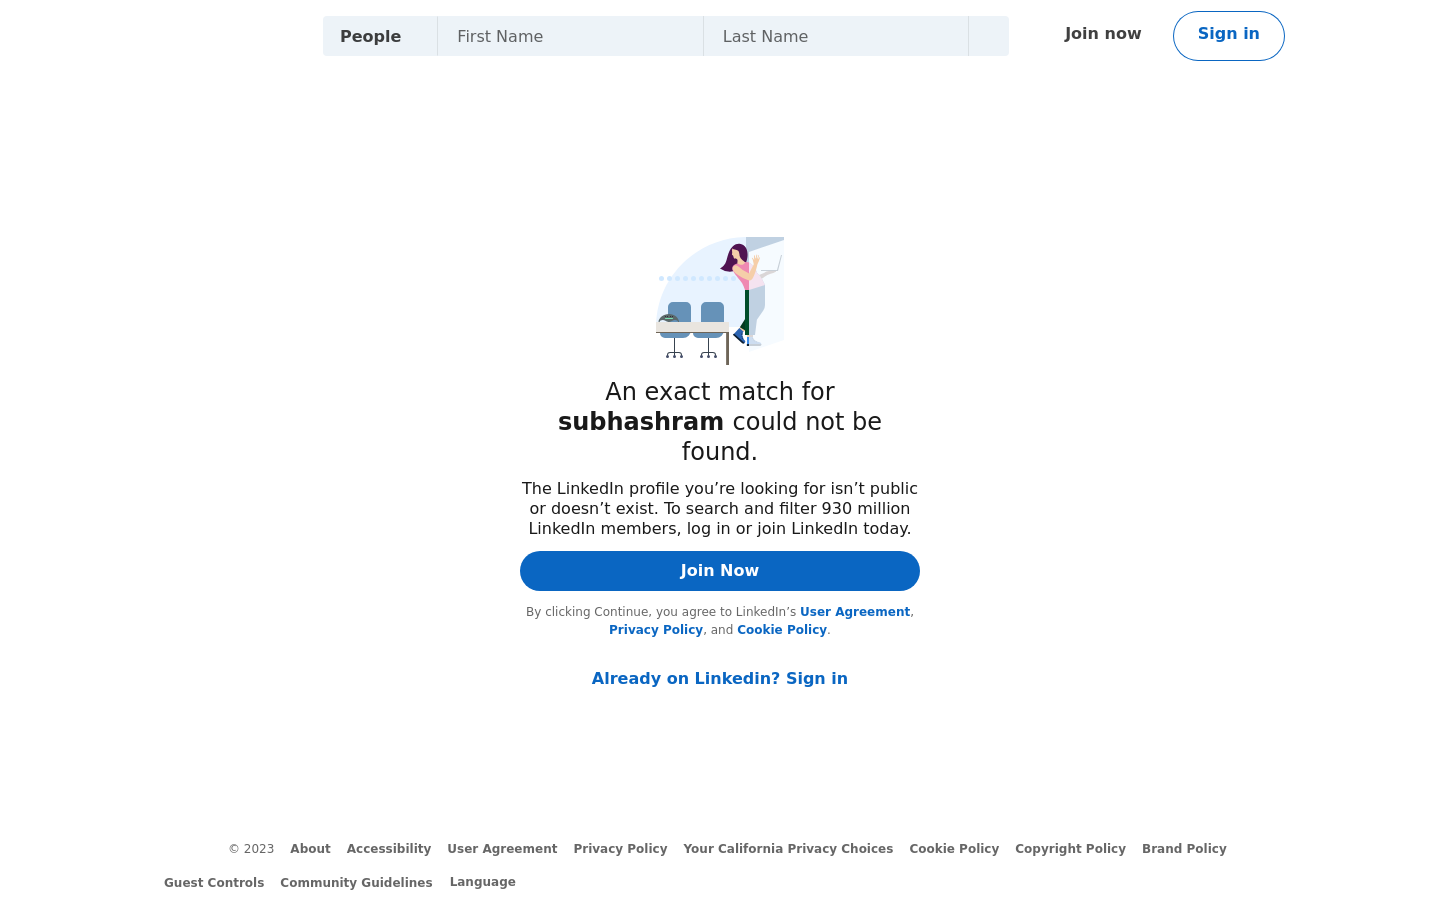 People First Name Last Name Join now Sign in
An exact match for
subhashram could not be
found.
The LinkedIn profile you’re looking for isn’t public
or doesn’t exist. To search and filter 930 million
LinkedIn members, log in or join LinkedIn today.
Join Now
By clicking Continue, you agree to LinkedIn’s User Agreement,
Privacy Policy, and Cookie Policy.
Already on Linkedin? Sign in
© 2023 About Accessibility User Agreement Privacy Policy Your California Privacy Choices Cookie Policy Copyright Policy Brand Policy
Guest Controls Community Guidelines Language